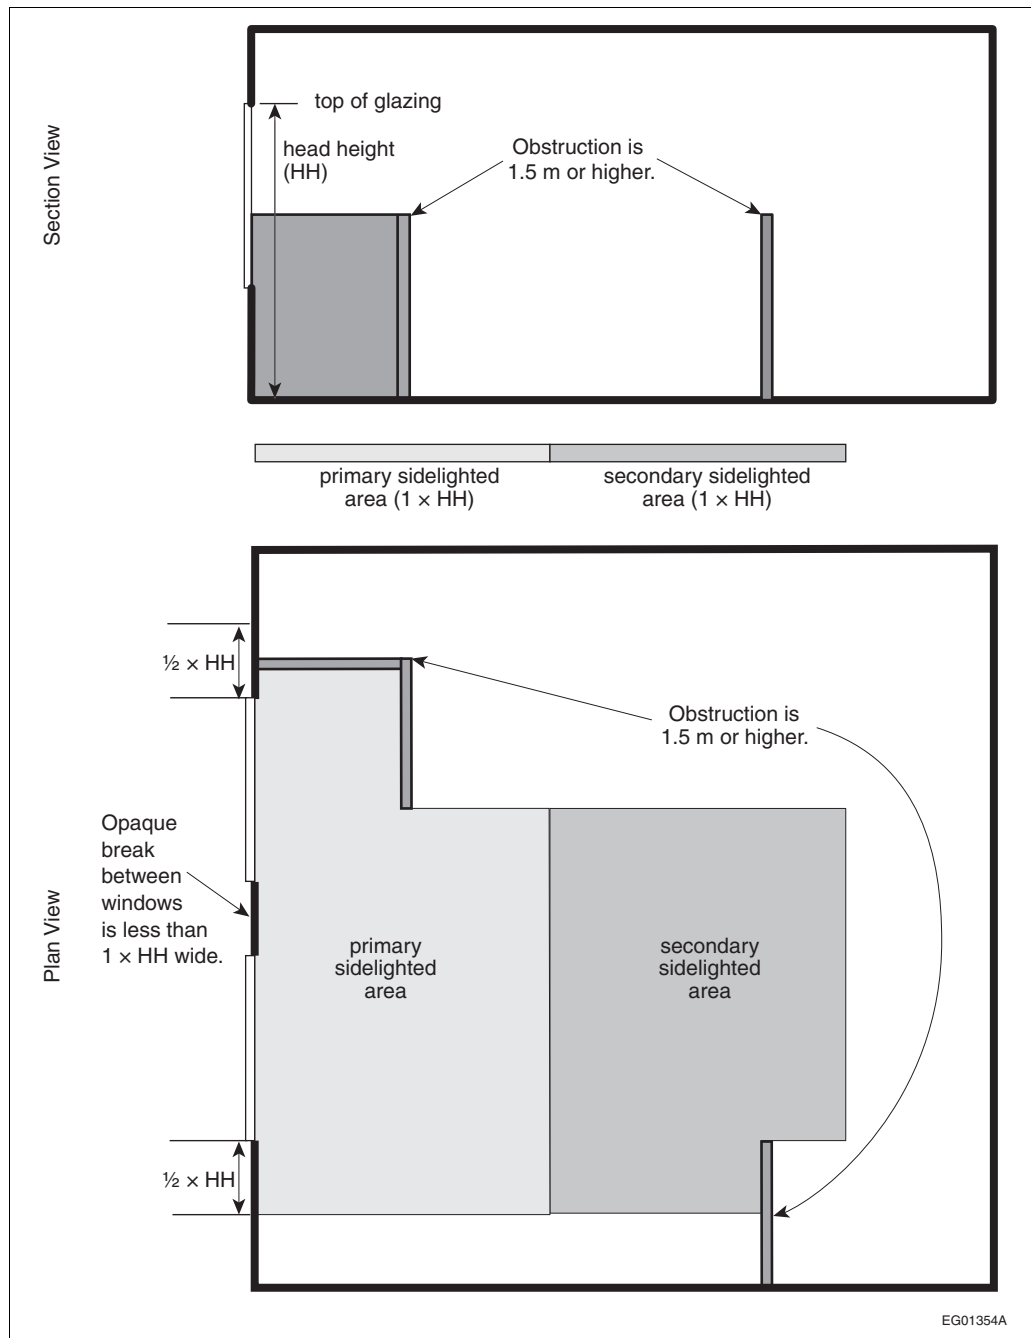 Section View
top of glazing
head height
(HH)
Obstruction is
1.5 m or higher.
primary sidelighted
area (1 × HH)
secondary sidelighted
area (1 × HH)
Plan View
½ × HH
Obstruction is
1.5 m or higher.
Opaque
break
between
windows
is less than
1 × HH wide.
primary
sidelighted
area
secondary
sidelighted
area
½ × HH
EG01354A